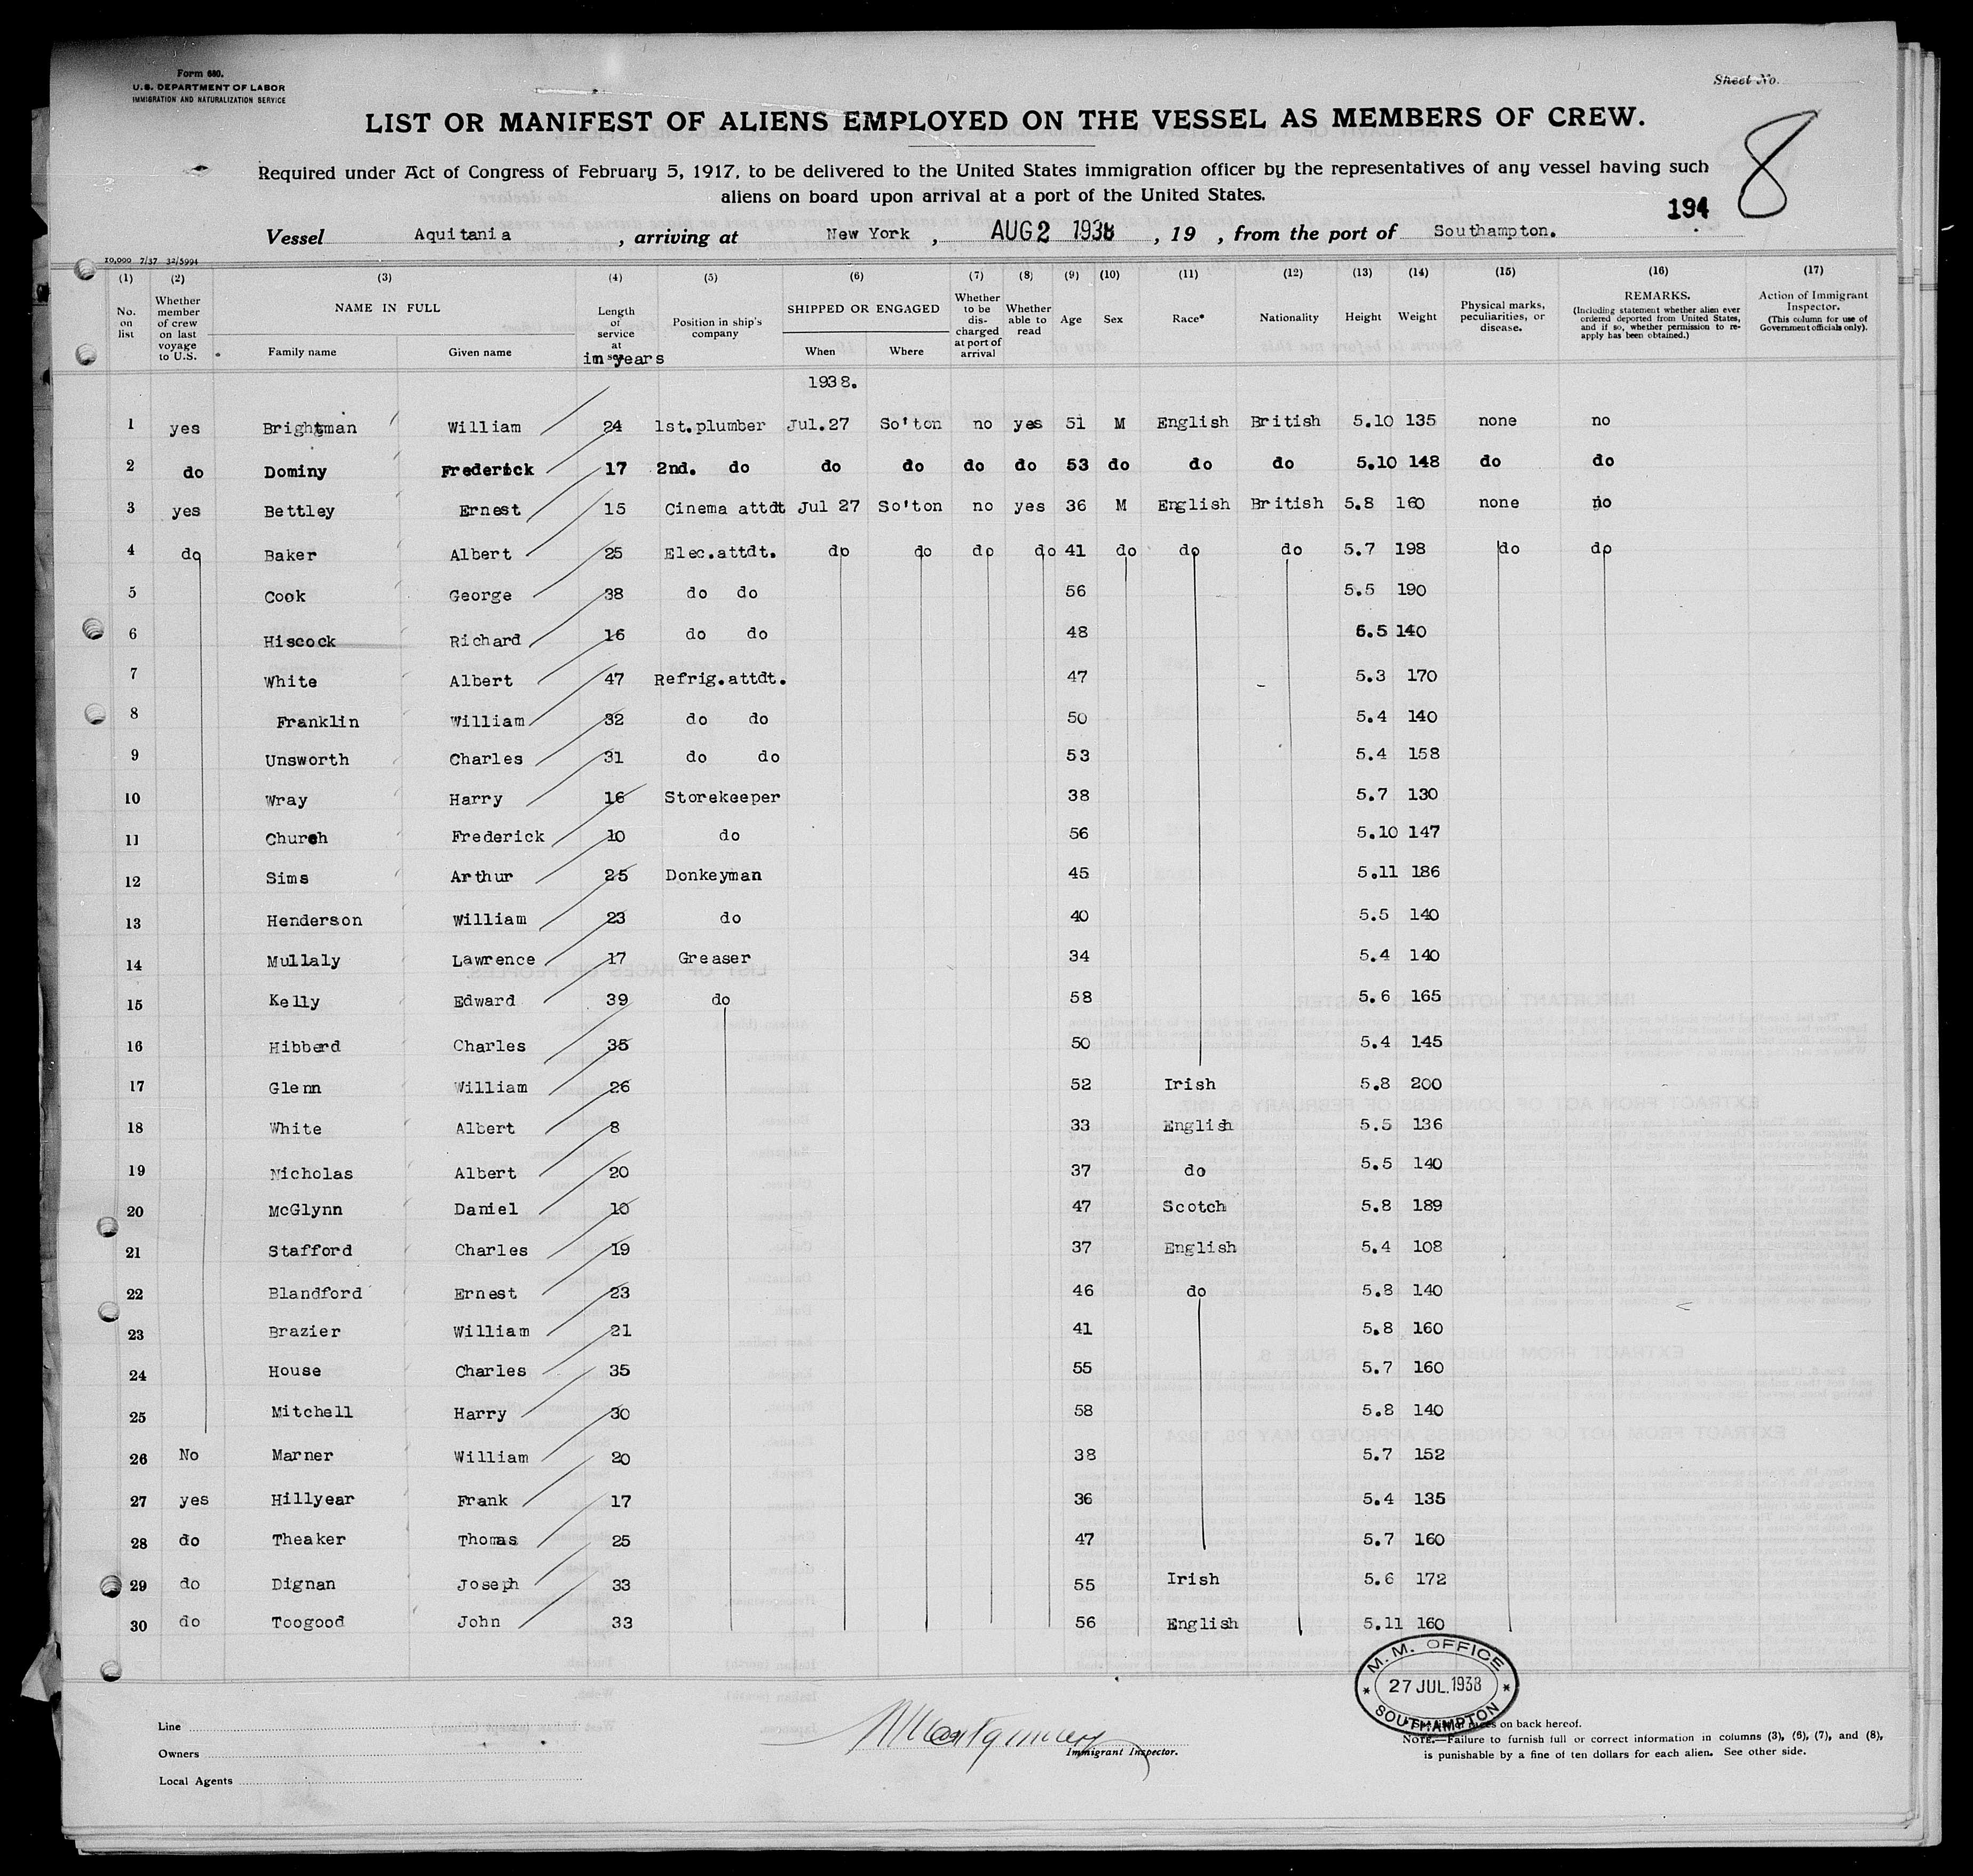 Form 680.
U.S. DEPARTMENT OF LABOR
IMMIGRATION AND NATURALIZATION SERVICE
Sheet No.
8
LIST OR MANIFEST OF ALIENS EMPLOYED ON THE VESSEL AS MEMBERS OF CREW.
Required under Act of Congress of February 5, 1917, to be delivered to the United States immigration officer by the representatives of any vessel having such
aliens on board upon arrival at a port of the United States.
194
Vessel Aquitania, arriving at New York, AUG 2 1938, 19 , from the port of Southampton.
10,000 7/37 32/5994
(1) (2) (3) (4) (5) (6) (7) (8) (9) (10) (11) (12) (13) (14) (15) (16) (17)
No. on list
Whether member of crew on last voyage to U.S.
NAME IN FULL
Family name Given name
Length of service at sea
in years
Position in ship's company
SHIPPED OR ENGAGED
When Where
Whether to be discharged at port of arrival
Whether able to read
Age
Sex
Race*
Nationality
Height
Weight
Physical marks, peculiarities, or disease.
REMARKS.
(Including statement whether alien ever ordered deported from United States, and if so, whether permission to re-apply has been obtained.)
Action of Immigrant Inspector.
(This column for use of Government officials only).
1938.
1 yes Brightman William 24 1st.plumber Jul.27 So'ton no yes 51 M English British 5.10 135 none no
2 do Dominy Frederick 17 2nd. do do do do do 53 do do do 5.10 148 do do
3 yes Bettley Ernest 15 Cinema attdt Jul 27 So'ton no yes 36 M English British 5.8 160 none no
4 do Baker Albert 25 Elec.attdt. do do do do 41 do do do 5.7 198 do do
5 Cook George 38 do do 56 5.5 190
6 Hiscock Richard 16 do do 48 5.5 140
7 White Albert 47 Refrig.attdt. 47 5.3 170
8 Franklin William 32 do do 50 5.4 140
9 Unsworth Charles 31 do do 53 5.4 158
10 Wray Harry 16 Storekeeper 38 5.7 130
11 Church Frederick 10 do 56 5.10 147
12 Sims Arthur 25 Donkeyman 45 5.11 186
13 Henderson William 23 do 40 5.5 140
14 Mullaly Lawrence 17 Greaser 34 5.4 140
15 Kelly Edward 39 do 58 5.6 165
16 Hibberd Charles 35 50 5.4 145
17 Glenn William 26 52 Irish 5.8 200
18 White Albert 8 33 English 5.5 136
19 Nicholas Albert 20 37 do 5.5 140
20 McGlynn Daniel 10 47 Scotch 5.8 189
21 Stafford Charles 19 37 English 5.4 108
22 Blandford Ernest 23 46 do 5.8 140
23 Brazier William 21 41 5.8 160
24 House Charles 35 55 5.7 160
25 Mitchell Harry 30 58 5.8 140
26 No Marner William 20 38 5.7 152
27 yes Hillyear Frank 17 36 5.4 135
28 do Theaker Thomas 25 47 5.7 160
29 do Dignan Joseph 33 55 Irish 5.6 172
30 do Toogood John 33 56 English 5.11 160
M. M. OFFICE
27 JUL. 1938
SOUTHAMPTON
Line
Owners
Local Agents
Montgomery
Immigrant Inspector.
on back hereof.
NOTE.—Failure to furnish full or correct information in columns (3), (6), (7), and (8),
is punishable by a fine of ten dollars for each alien. See other side.